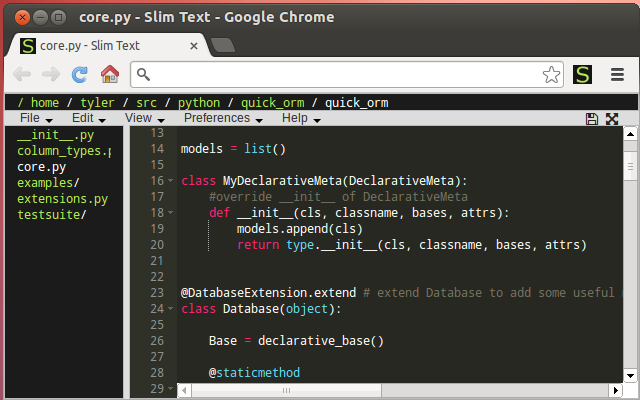 core.py - Slim Text - Google Chrome
S core.py - Slim Text
S
/ home / tyler / src / python / quick_orm / quick_orm
File Edit View Preferences Help
__init__.py
column_types.p
core.py
examples/
extensions.py
testsuite/
13
14 models = list()
15
16 class MyDeclarativeMeta(DeclarativeMeta):
17 #override __init__ of DeclarativeMeta
18 def __init__(cls, classname, bases, attrs):
19 models.append(cls)
20 return type.__init__(cls, classname, bases, attrs)
21
22
23 @DatabaseExtension.extend # extend Database to add some useful
24 class Database(object):
25
26 Base = declarative_base()
27
28 @staticmethod
29